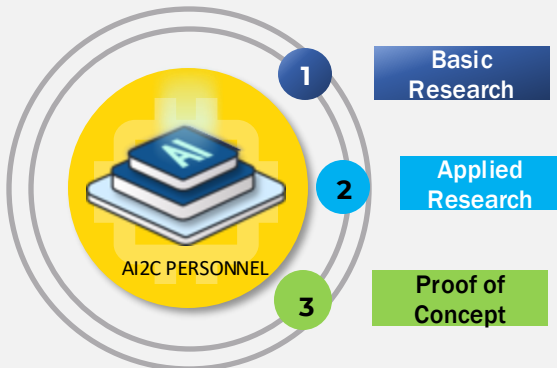 AI
AI2C PERSONNEL
1
Basic
Research
2
Applied
Research
3
Proof of
Concept